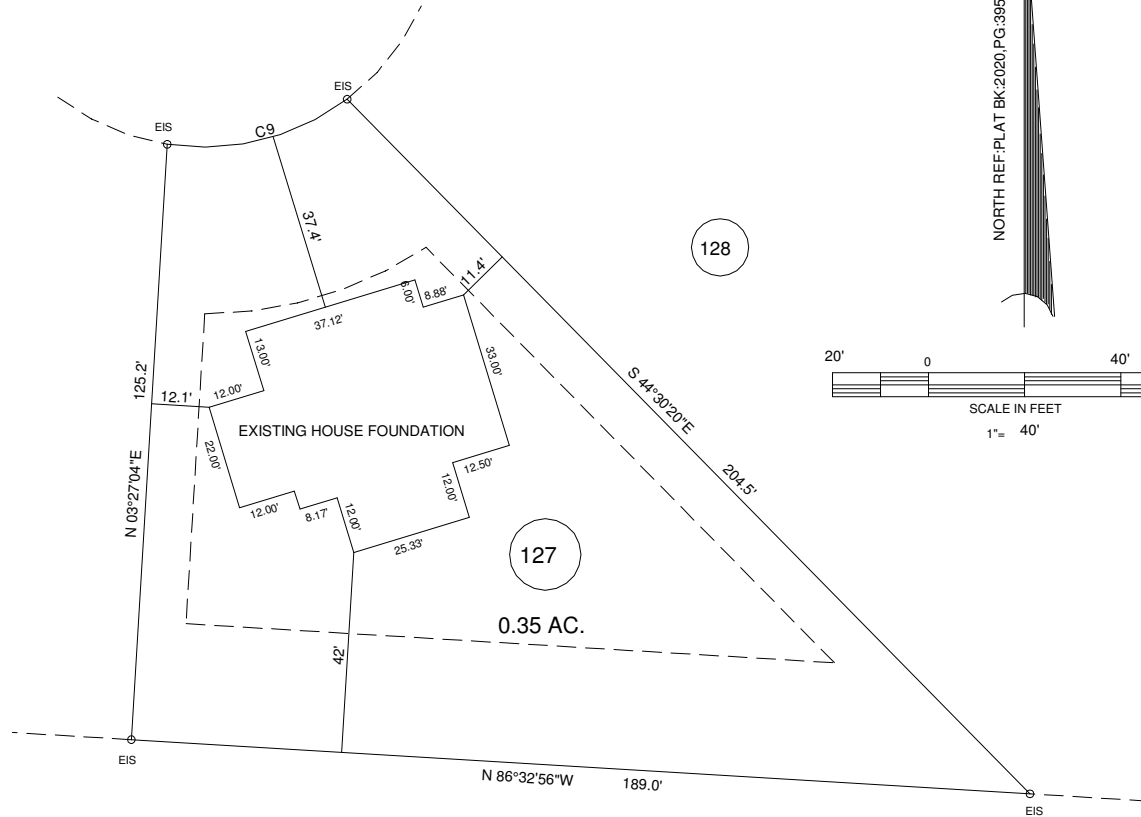 NORTH REF:PLAT BK:2020,PG:395
EIS
EIS
C9
37.4'
128
11.4'
6.00'
8.88'
37.12'
13.00'
33.00'
20'
0
40'
SCALE IN FEET
1"= 40'
125.2'
12.1'
12.00'
S 44°30'20"E
EXISTING HOUSE FOUNDATION
22.00'
12.50'
204.5'
N 03°27'04"E
12.00'
12.00'
8.17'
12.00'
25.33'
127
0.35 AC.
42'
EIS
N 86°32'56"W
189.0'
EIS